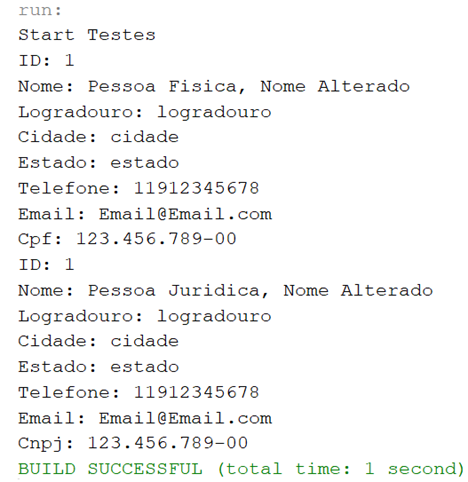 run:
Start Testes
ID: 1
Nome: Pessoa Fisica, Nome Alterado
Logradouro: logradouro
Cidade: cidade
Estado: estado
Telefone: 11912345678
Email: Email@Email.com
Cpf: 123.456.789-00
ID: 1
Nome: Pessoa Juridica, Nome Alterado
Logradouro: logradouro
Cidade: cidade
Estado: estado
Telefone: 11912345678
Email: Email@Email.com
Cnpj: 123.456.789-00
BUILD SUCCESSFUL (total time: 1 second)